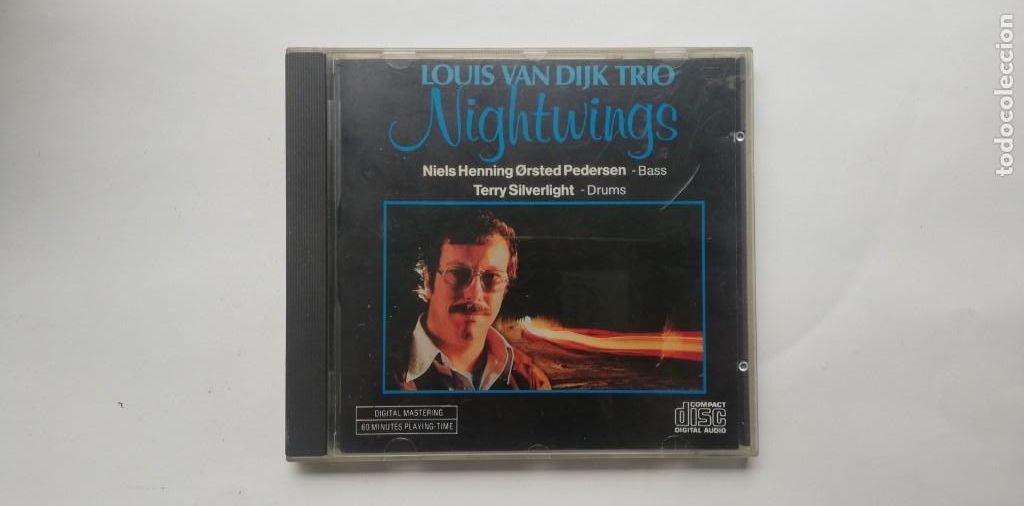 LOUIS VAN DIJK TRIO
Nightwings
Niels Henning Ørsted Pedersen - Bass
Terry Silverlight - Drums
DIGITAL MASTERING
60 MINUTES PLAYING-TIME
COMPACT
disc
DIGITAL AUDIO
todocoleccion